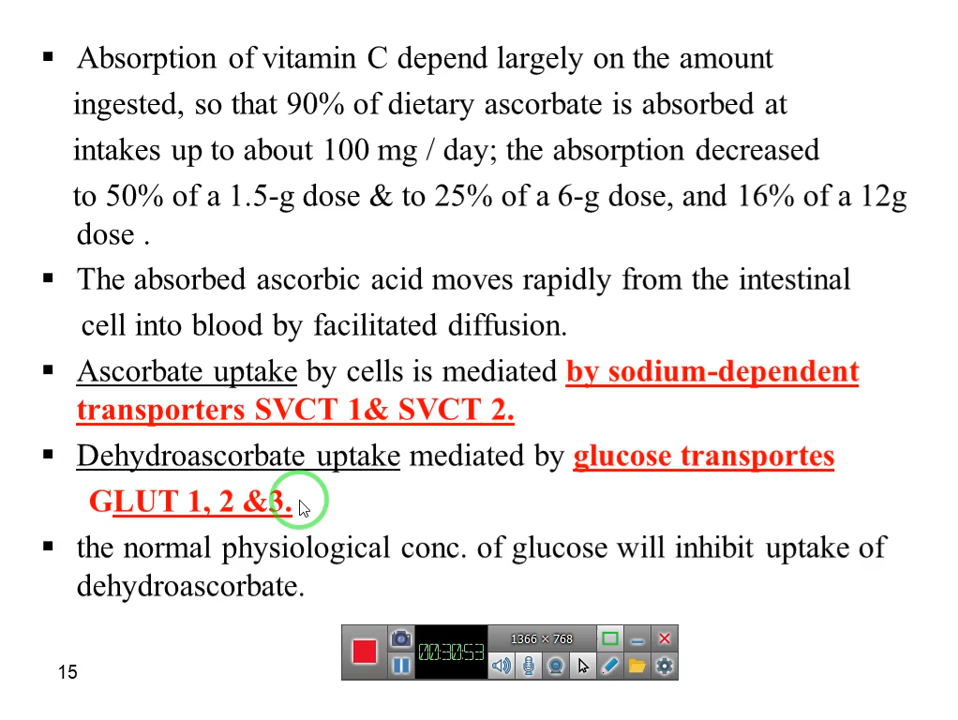 ▪ Absorption of vitamin C depend largely on the amount
ingested, so that 90% of dietary ascorbate is absorbed at
intakes up to about 100 mg / day; the absorption decreased
to 50% of a 1.5-g dose & to 25% of a 6-g dose, and 16% of a 12g
dose .
▪ The absorbed ascorbic acid moves rapidly from the intestinal
cell into blood by facilitated diffusion.
▪ Ascorbate uptake by cells is mediated by sodium-dependent
transporters SVCT 1& SVCT 2.
▪ Dehydroascorbate uptake mediated by glucose transportes
GLUT 1, 2 &3.
▪ the normal physiological conc. of glucose will inhibit uptake of
dehydroascorbate.
1366 × 768
00:30:53
15